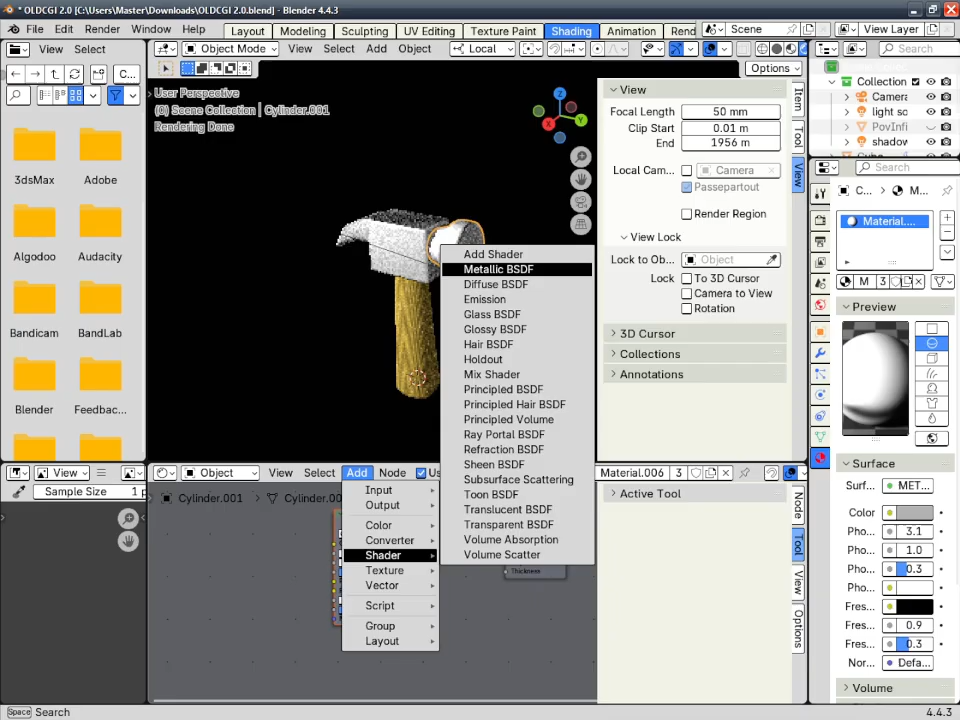 * OLDCGI 2.0 [C:\Users\Master\Downloads\OLDCGI 2.0.blend] - Blender 4.4.3
File Edit Render Window Help
Layout Modeling Sculpting UV Editing Texture Paint Shading Animation Rend
Scene
View Layer
View Select
Object Mode View Select Add Object Local
Search
C...
Options
User Perspective
(0) Scene Collection | Cylinder.001
Rendering Done
3dsMax
Adobe
Algodoo
Audacity
Bandicam
BandLab
Blender
Feedbac...
Z
Y
X
View
Focal Length 50 mm
Clip Start 0.01 m
End 1956 m
Local Cam... Camera
Passepartout
Render Region
View Lock
Lock to Ob... Object
Lock To 3D Cursor
Camera to View
Rotation
3D Cursor
Collections
Annotations
Item
Tool
View
Collection
Camera
light so
PovInfi
shadow
Search
C... M...
Material....
M 3
Preview
Surface
Surf... MET...
Color
Pho... 3.1
Pho... 1.0
Pho... 0.3
Pho...
Fres...
Fres... 0.9
Fres... 0.3
Nor... Defa...
Volume
Add Shader
Metallic BSDF
Diffuse BSDF
Emission
Glass BSDF
Glossy BSDF
Hair BSDF
Holdout
Mix Shader
Principled BSDF
Principled Hair BSDF
Principled Volume
Ray Portal BSDF
Refraction BSDF
Sheen BSDF
Subsurface Scattering
Toon BSDF
Translucent BSDF
Transparent BSDF
Volume Absorption
Volume Scatter
View
Sample Size 1 p
Object View Select Add Node Us
Material.006 3
Cylinder.001 Cylinder.00
Input
Output
Color
Converter
Shader
Texture
Vector
Script
Group
Layout
Thickness
Active Tool
Node
Tool
View
Options
Space Search
4.4.3